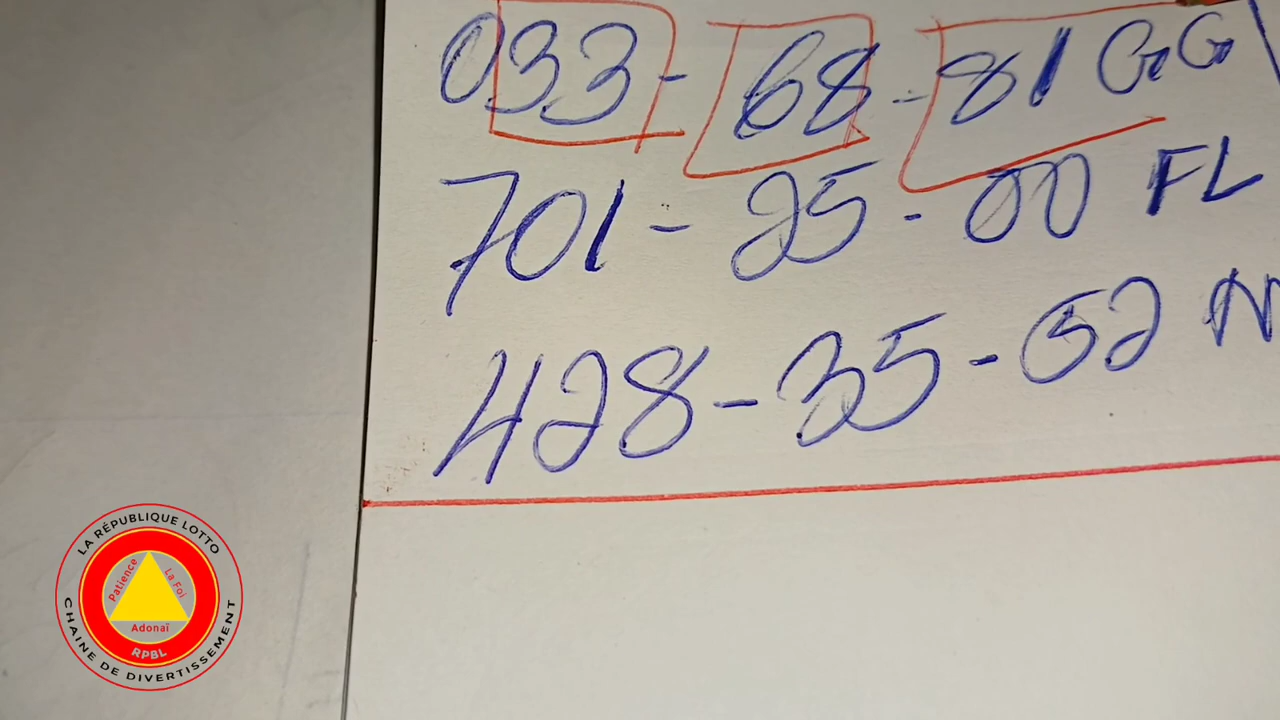 033 - 68 - 81 GG
701 - 25 - 00 FL
428 - 35 - 52 N
LA RÉPUBLIQUE LOTTO
Patience
La Foi
Adonaï
RPBL
CHAINE DE DIVERTISSEMENT